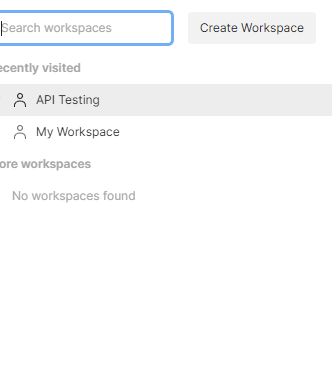 Search workspaces
Create Workspace
ecently visited
API Testing
My Workspace
ore workspaces
No workspaces found